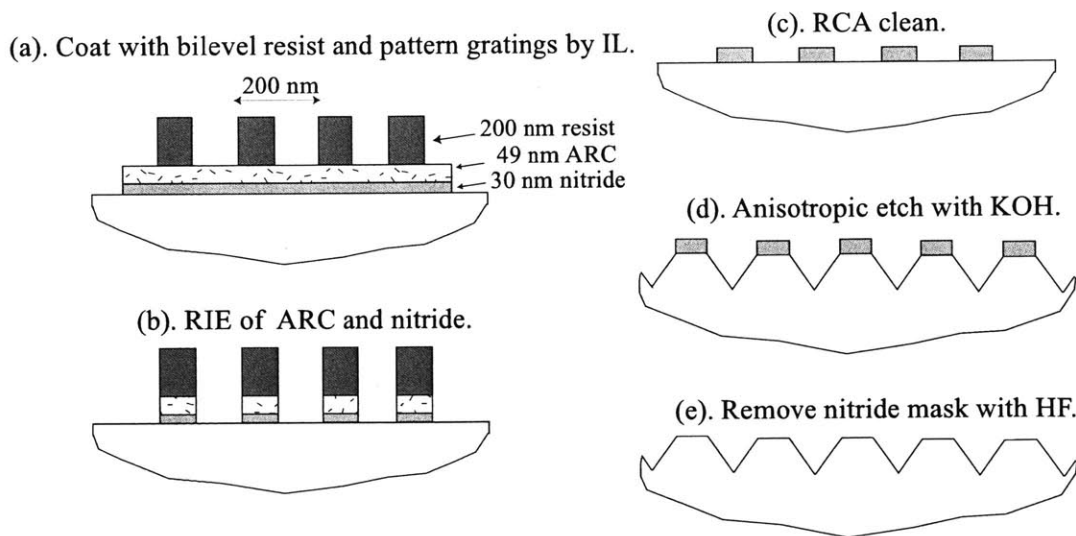 (a). Coat with bilevel resist and pattern gratings by IL.
200 nm
200 nm resist
49 nm ARC
30 nm nitride
(b). RIE of ARC and nitride.
(c). RCA clean.
(d). Anisotropic etch with KOH.
(e). Remove nitride mask with HF.